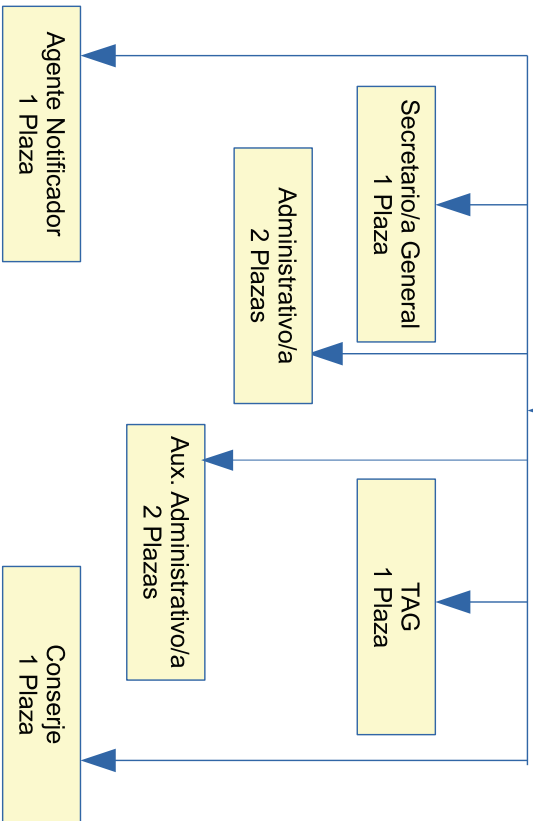 Secretario/a General
1 Plaza
TAG
1 Plaza
Administrativo/a
2 Plazas
Aux. Administrativo/a
2 Plazas
Agente Notificador
1 Plaza
Conserje
1 Plaza